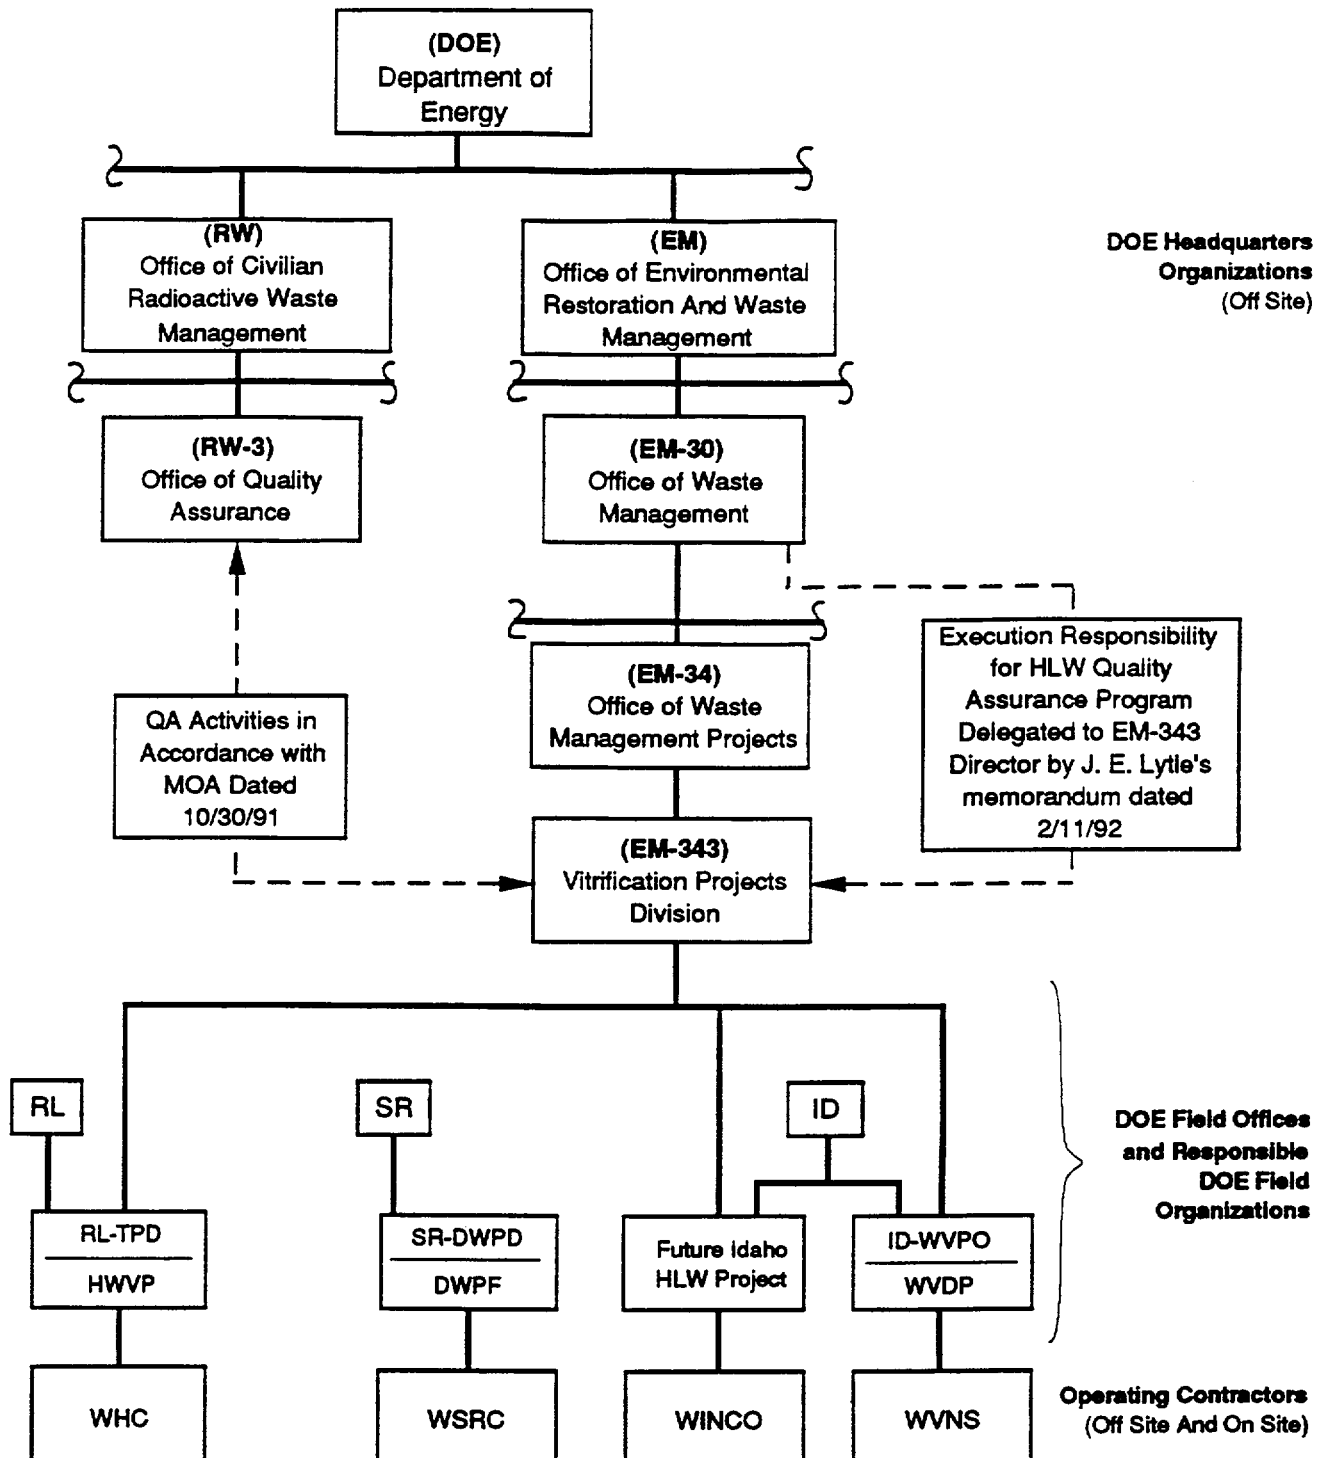 (DOE)
Department of
Energy
(RW)
Office of Civilian
Radioactive Waste
Management
(EM)
Office of Environmental
Restoration And Waste
Management
DOE Headquarters
Organizations
(Off Site)
(RW-3)
Office of Quality
Assurance
(EM-30)
Office of Waste
Management
QA Activities in
Accordance with
MOA Dated
10/30/91
(EM-34)
Office of Waste
Management Projects
Execution Responsibility
for HLW Quality
Assurance Program
Delegated to EM-343
Director by J. E. Lytle's
memorandum dated
2/11/92
(EM-343)
Vitrification Projects
Division
RL
SR
ID
DOE Field Offices
and Responsible
DOE Field
Organizations
RL-TPD
HWVP
SR-DWPD
DWPF
Future Idaho
HLW Project
ID-WVPO
WVDP
WHC
WSRC
WINCO
WVNS
Operating Contractors
(Off Site And On Site)